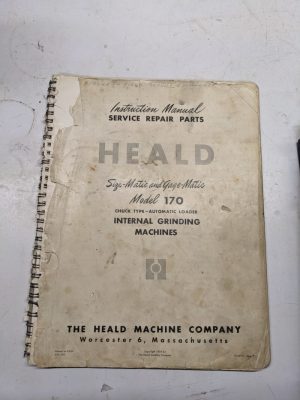 Instruction Manual
SERVICE REPAIR PARTS
HEALD
Size-Matic and Gage-Matic
Model 170
CHUCK TYPE-AUTOMATIC LOADER
INTERNAL GRINDING
MACHINES
THE HEALD MACHINE COMPANY
Worcester 6, Massachusetts